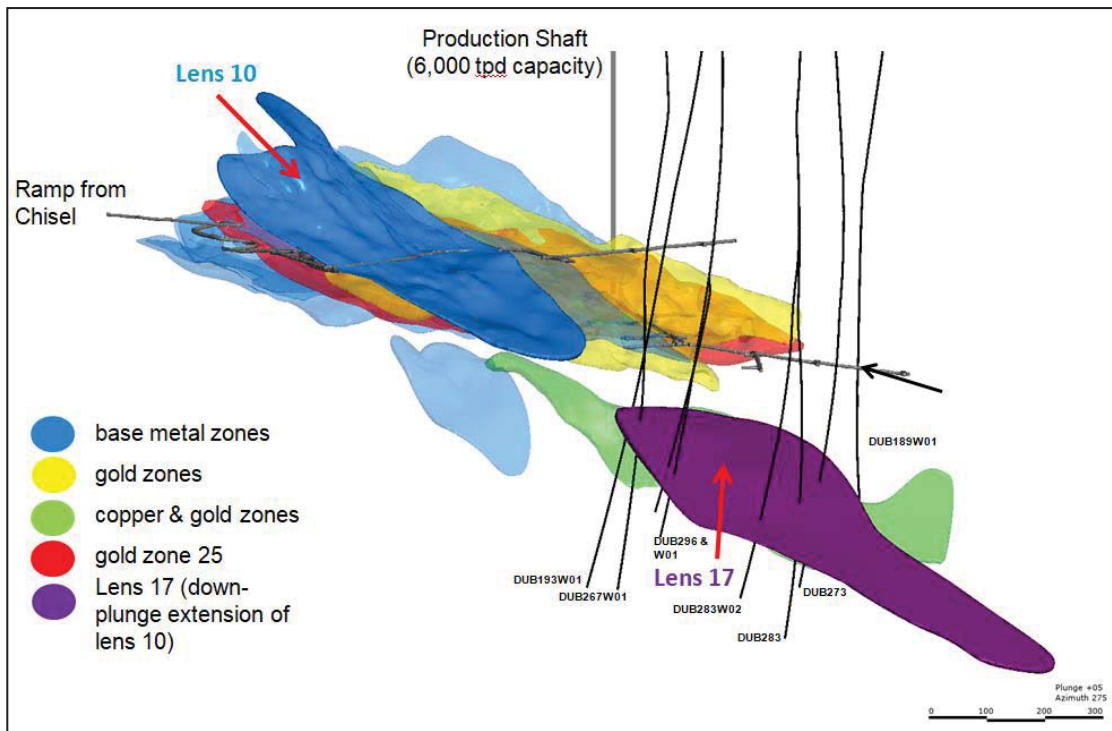 Production Shaft
(6,000 tpd capacity)
Lens 10
Ramp from
Chisel
base metal zones
gold zones
copper & gold zones
gold zone 25
Lens 17 (down-
plunge extension of
lens 10)
DUB189W01
DUB296 &
W01
Lens 17
DUB193W01
DUB267W01
DUB283W02
DUB273
DUB283
Plunge +05
Azimuth 275
0 100 200 300